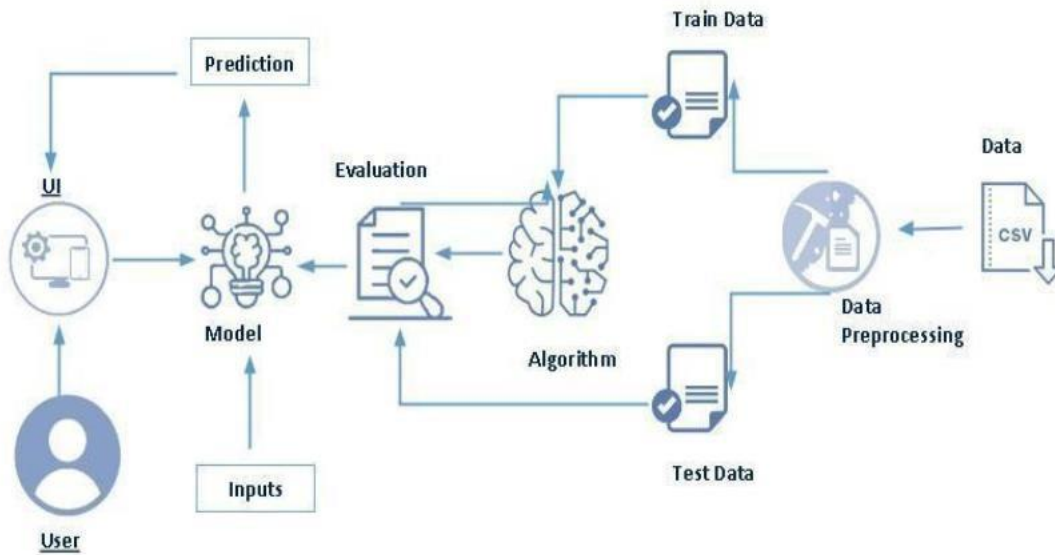 Train Data
Prediction
Data
Evaluation
UI
CSV
Model
Algorithm
Data
Preprocessing
Inputs
Test Data
User